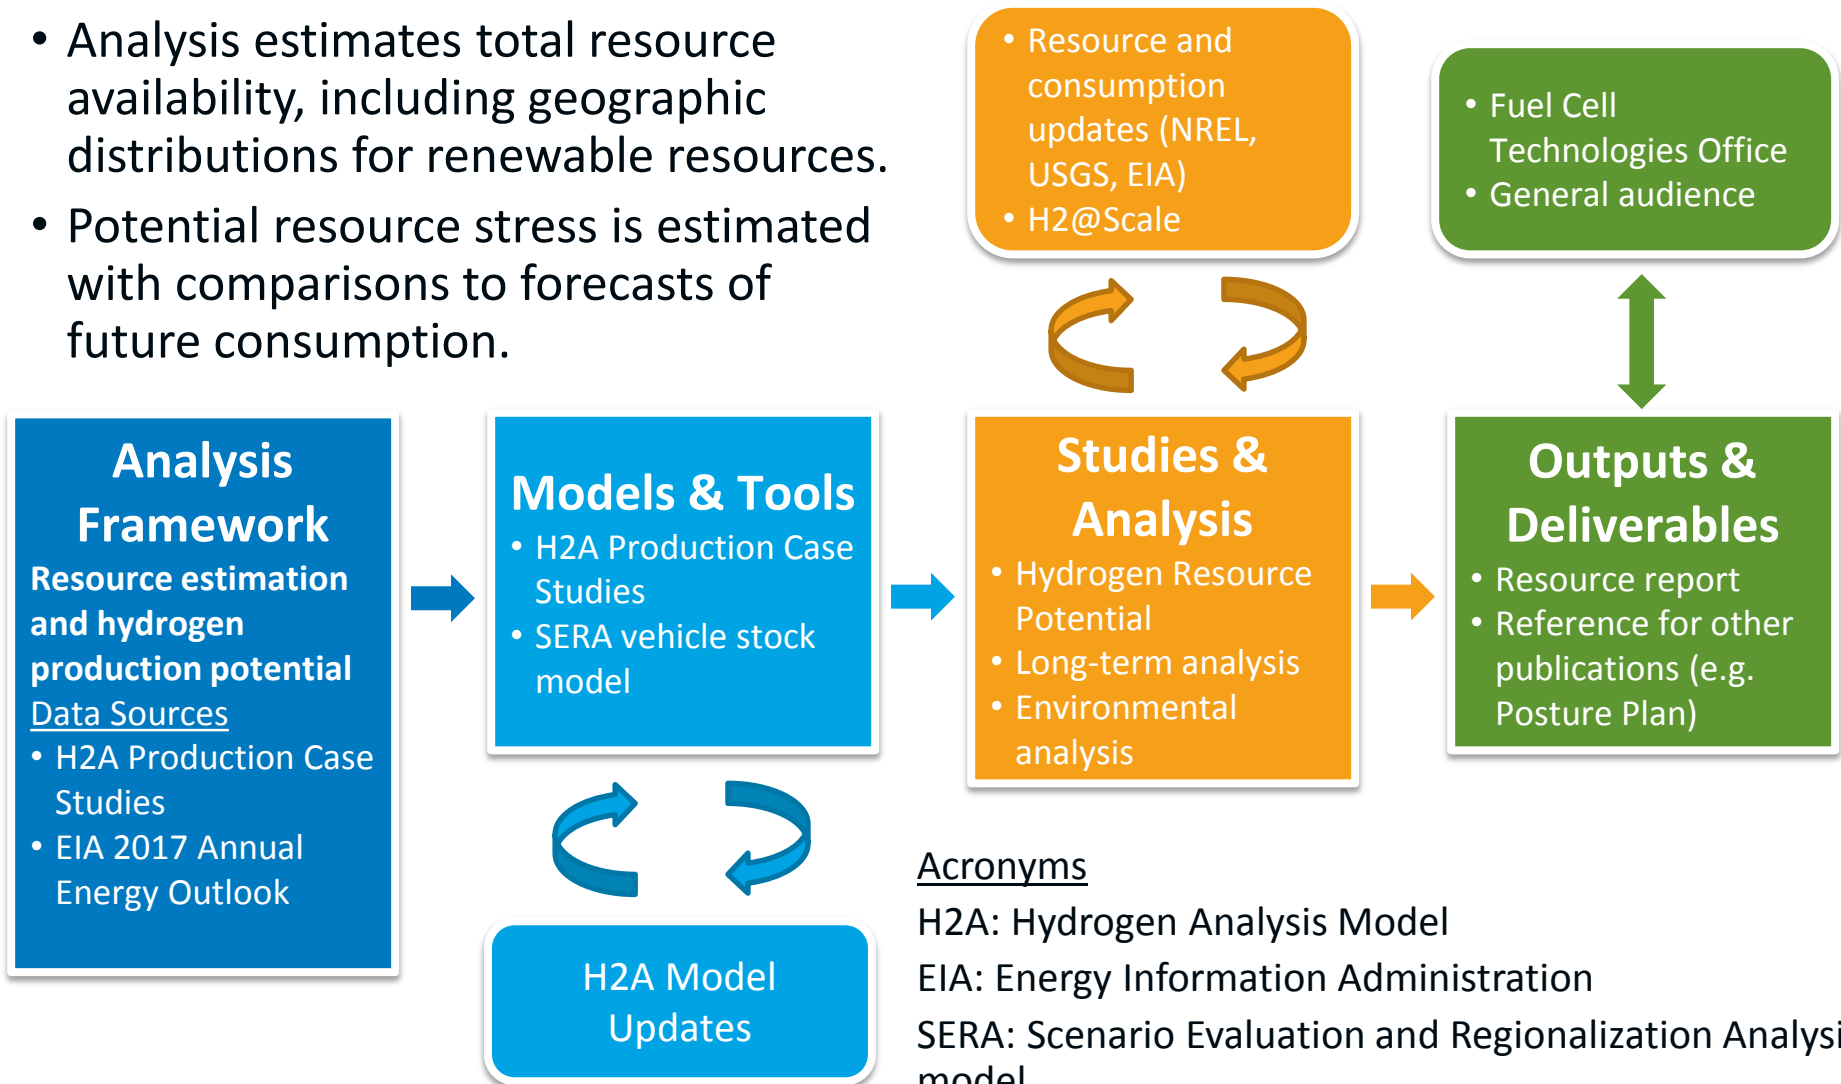 • Analysis estimates total resource
availability, including geographic
distributions for renewable resources.
• Potential resource stress is estimated
with comparisons to forecasts of
future consumption.
• Resource and
consumption
updates (NREL,
USGS, EIA)
• H2@Scale
• Fuel Cell
Technologies Office
• General audience
Analysis
Framework
Resource estimation
and hydrogen
production potential
Data Sources
• H2A Production Case
Studies
• EIA 2017 Annual
Energy Outlook
Models & Tools
• H2A Production Case
Studies
• SERA vehicle stock
model
H2A Model
Updates
Studies &
Analysis
• Hydrogen Resource
Potential
• Long-term analysis
• Environmental
analysis
Outputs &
Deliverables
• Resource report
• Reference for other
publications (e.g.
Posture Plan)
Acronyms
H2A: Hydrogen Analysis Model
EIA: Energy Information Administration
SERA: Scenario Evaluation and Regionalization Analysi
model